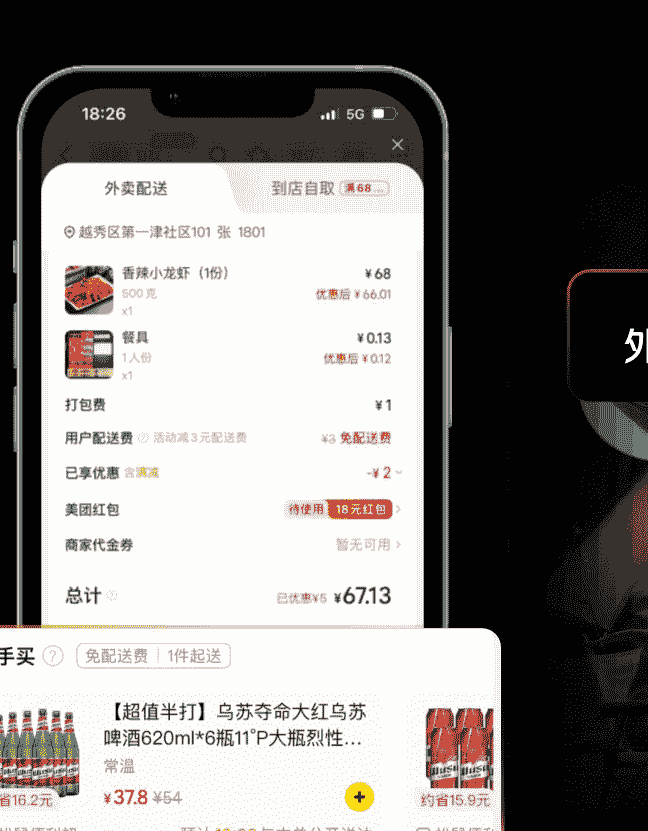 18:26
5G
外卖配送
到店自取 满68...
越秀区第一津社区101 张 1801
香辣小龙虾（1份） ¥68
500克 优惠后 ¥66.01
x1
餐具 ¥0.13
1人份 优惠后 ¥0.12
x1
打包费 ¥1
用户配送费 活动减3元配送费 ¥3 免配送费
已享优惠 含满减 -¥2
美团红包 待使用 18元红包
商家代金券 暂无可用
总计 已优惠¥5 ¥67.13
手买 免配送费 1件起送
【超值半打】乌苏夺命大红乌苏
啤酒620ml*6瓶11°P大瓶烈性...
常温
¥37.8 ¥54
省16.2元
约省15.9元
外